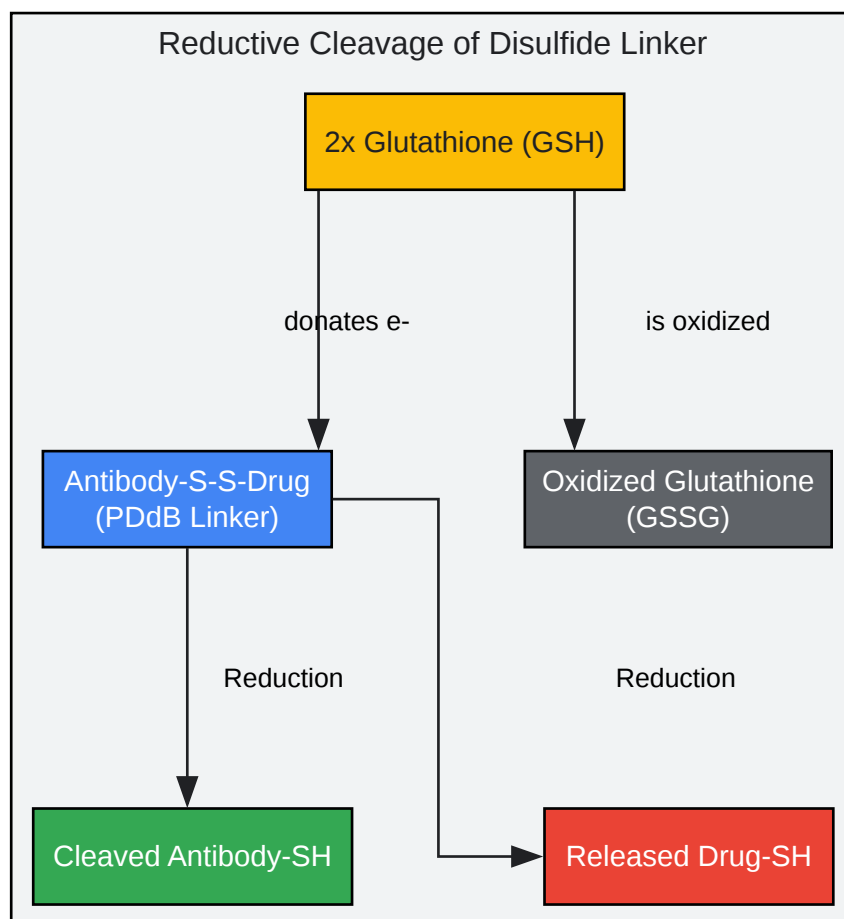 Reductive Cleavage of Disulfide Linker
2x Glutathione (GSH)
donates e-
is oxidized
Antibody-S-S-Drug
(PDdB Linker)
Oxidized Glutathione
(GSSG)
Reduction
Reduction
Cleaved Antibody-SH
Released Drug-SH